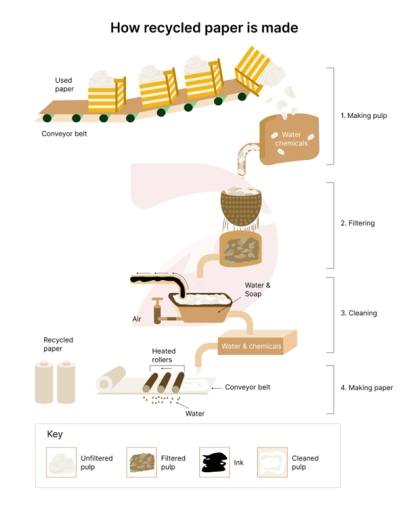 How recycled paper is made
Used
paper
Conveyor belt
Water
chemicals
1. Making pulp
2. Filtering
Water &
Soap
Air
3. Cleaning
Water & chemicals
Recycled
paper
Heated
rollers
Conveyor belt
4. Making paper
Water
Key
Unfiltered
pulp
Filtered
pulp
Ink
Cleaned
pulp